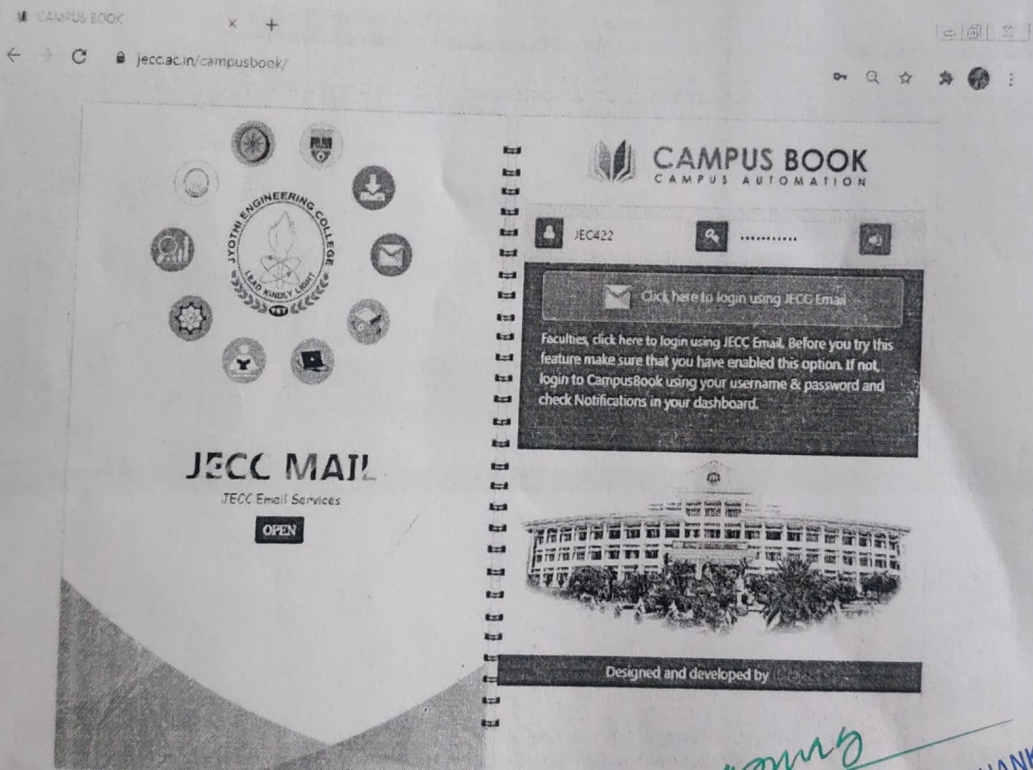 CAMPUS BOOK
jecc.ac.in/campusbook/
JYOTHI ENGINEERING COLLEGE
LEAD KINDLY LIGHT
JECC MAIL
JECC Email Services
OPEN
CAMPUS BOOK
CAMPUS AUTOMATION
JEC422
Click here to login using JECC Email
Faculties, click here to login using JECC Email. Before you try this
feature make sure that you have enabled this option. If not,
login to CampusBook using your username & password and
check Notifications in your dashboard.
Designed and developed by